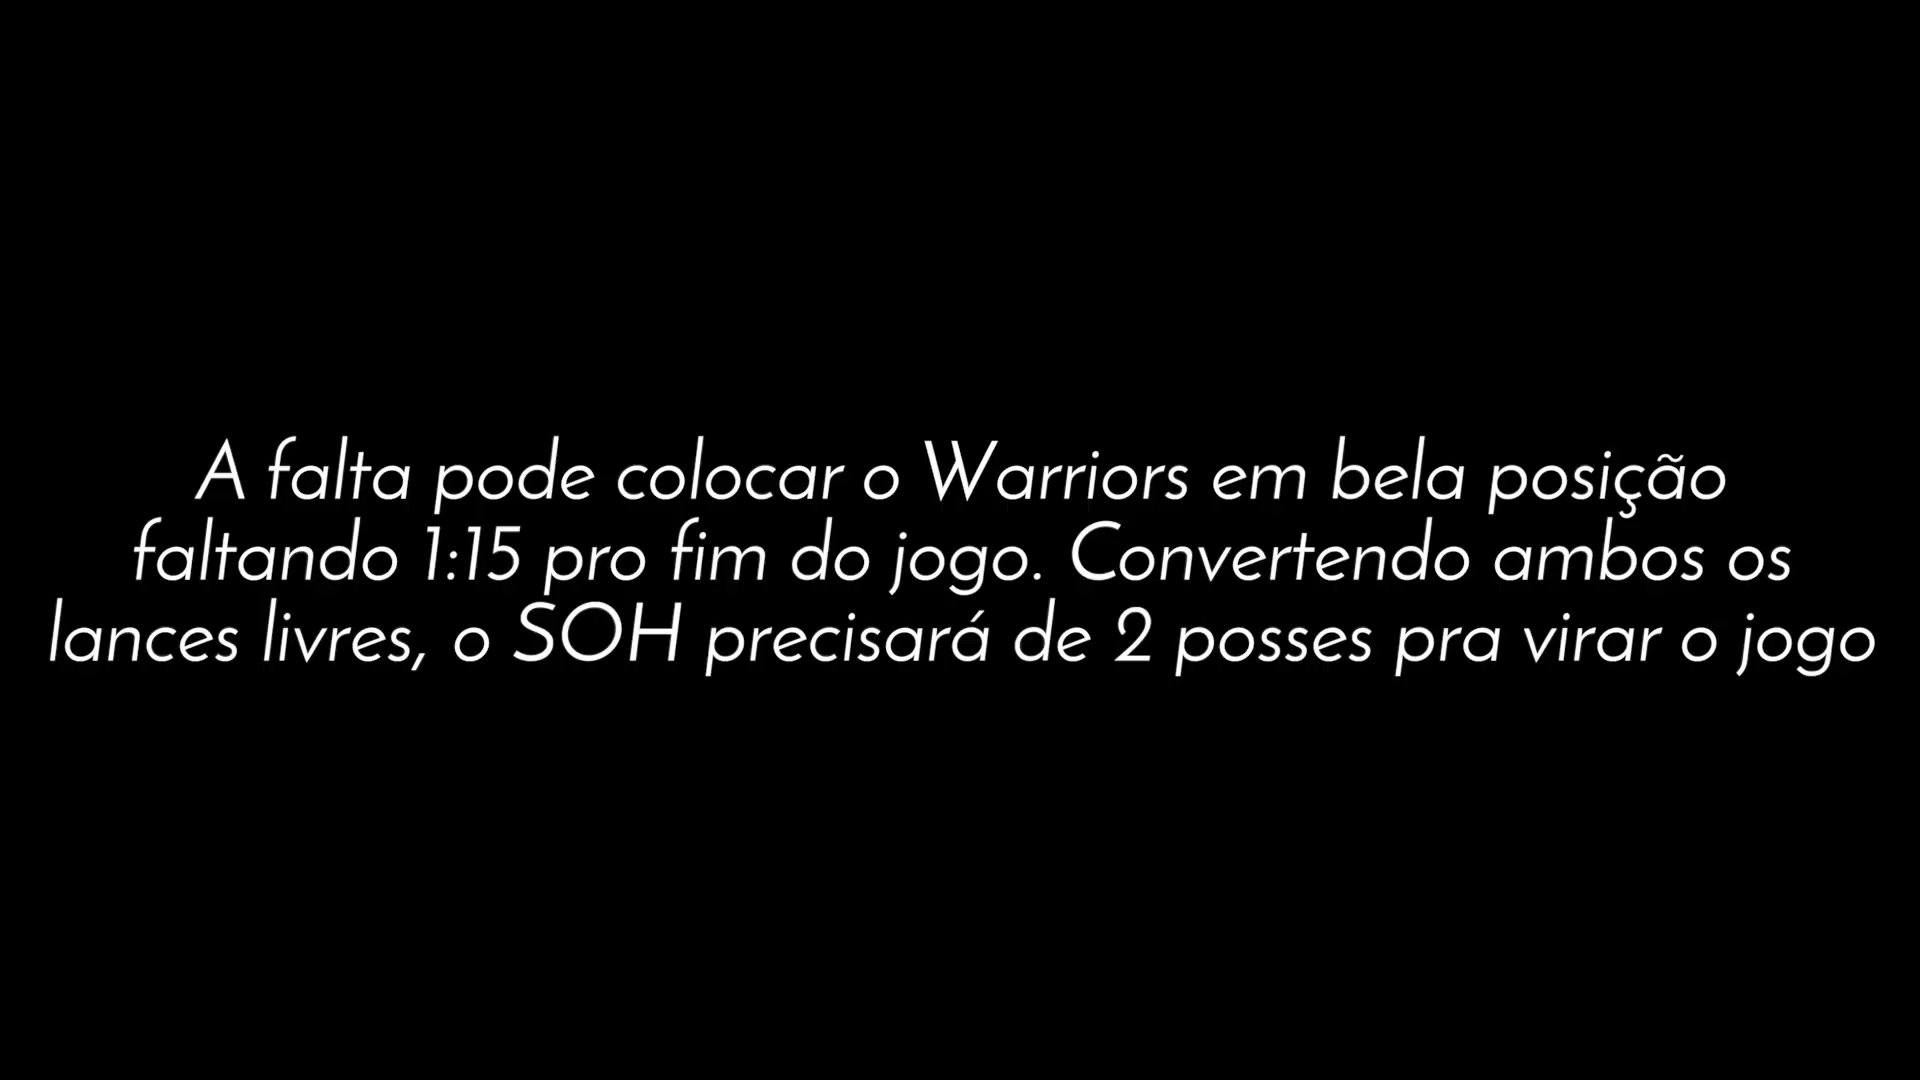 A falta pode colocar o Warriors em bela posição
faltando 1:15 pro fim do jogo. Convertendo ambos os
lances livres, o SOH precisará de 2 posses pra virar o jogo